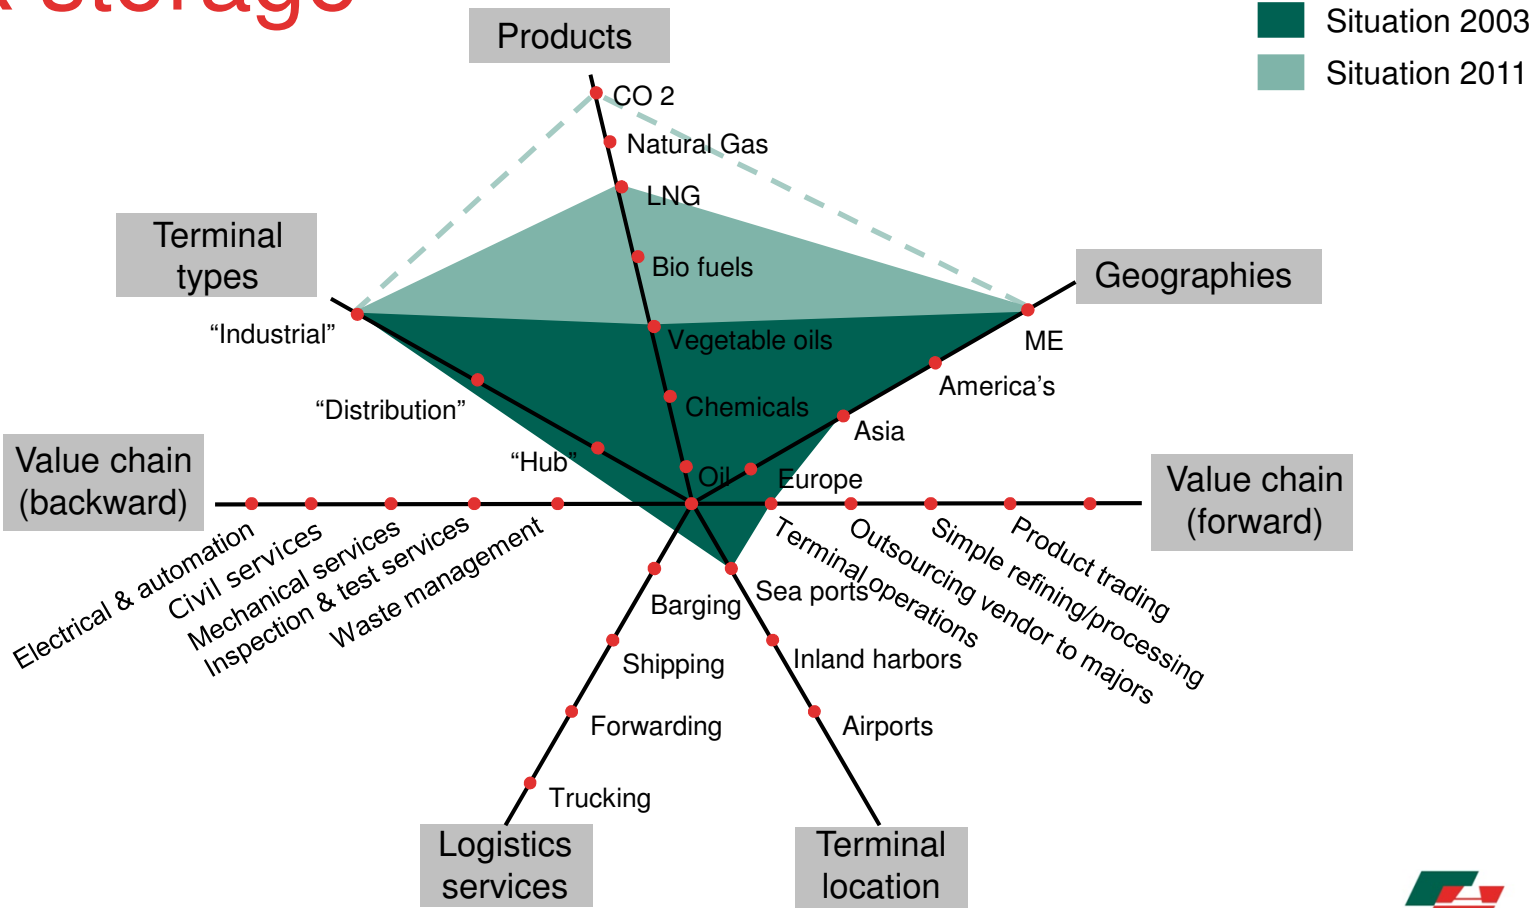 & storage
Situation 2003
Situation 2011
Products
CO 2
Natural Gas
LNG
Bio fuels
Vegetable oils
Chemicals
Oil
Terminal
types
“Industrial”
“Distribution”
“Hub”
Geographies
ME
America’s
Asia
Europe
Value chain
(backward)
Electrical & automation
Civil services
Mechanical services
Inspection & test services
Waste management
Value chain
(forward)
Terminal operations
Outsourcing vendor to majors
Simple refining/processing
Product trading
Barging
Shipping
Forwarding
Trucking
Logistics
services
Sea ports
Inland harbors
Airports
Terminal
location